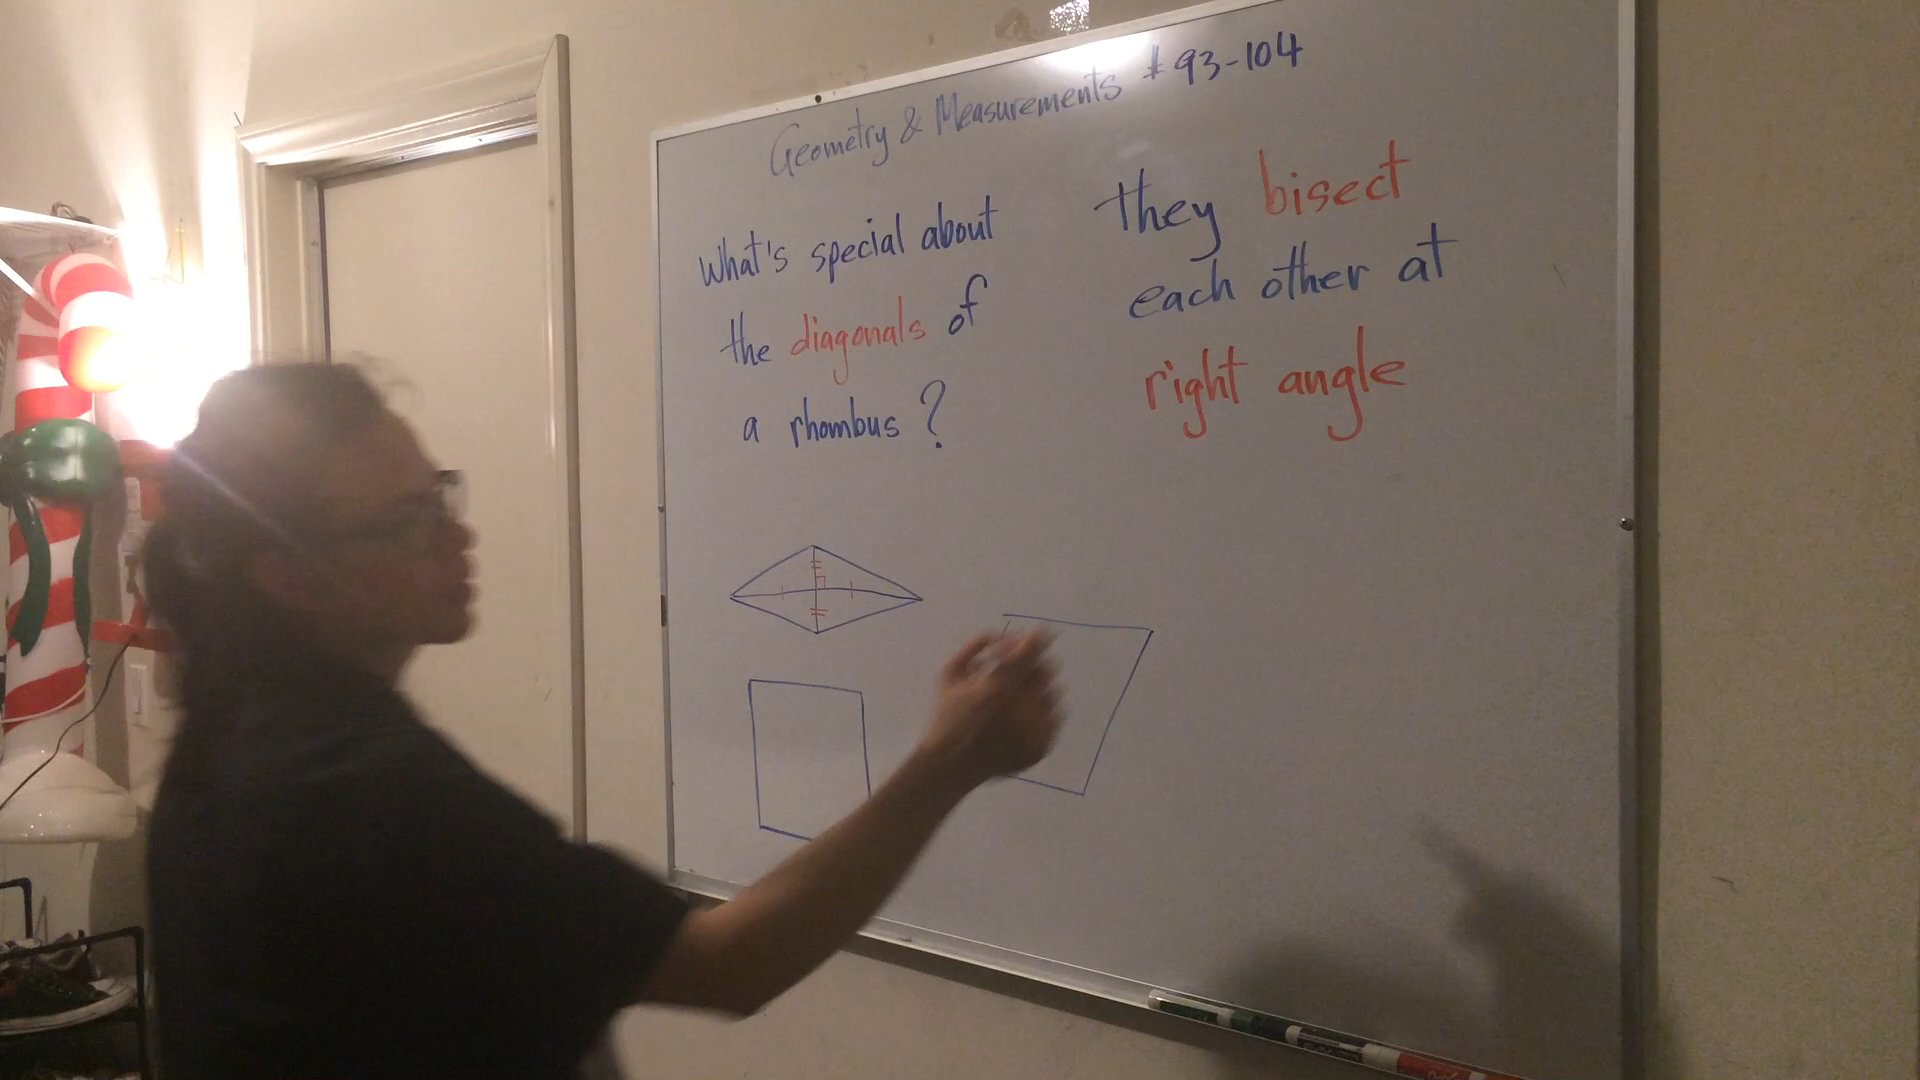 Geometry & Measurements # 93-104
What's special about
the diagonals of
a rhombus ?
they bisect
each other at
right angle